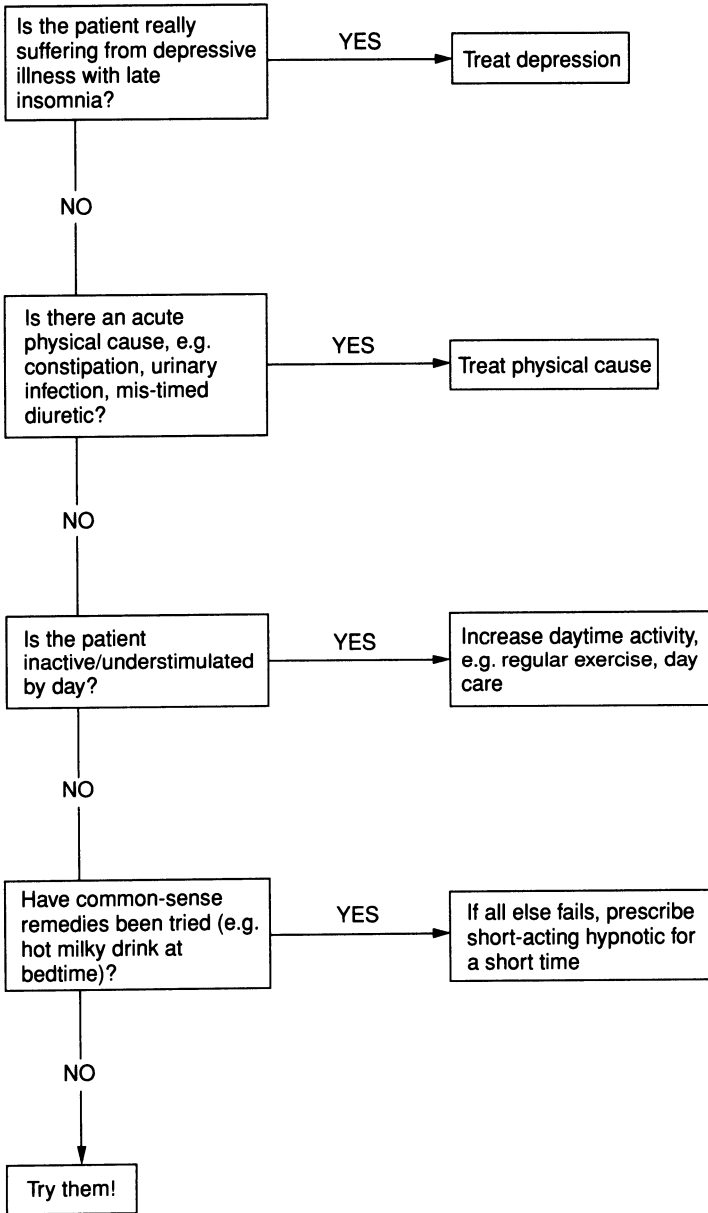 Is the patient really
suffering from depressive
illness with late
insomnia?
YES
Treat depression
NO
Is there an acute
physical cause, e.g.
constipation, urinary
infection, mis-timed
diuretic?
YES
Treat physical cause
NO
Is the patient
inactive/understimulated
by day?
YES
Increase daytime activity,
e.g. regular exercise, day
care
NO
Have common-sense
remedies been tried (e.g.
hot milky drink at
bedtime)?
YES
If all else fails, prescribe
short-acting hypnotic for
a short time
NO
Try them!